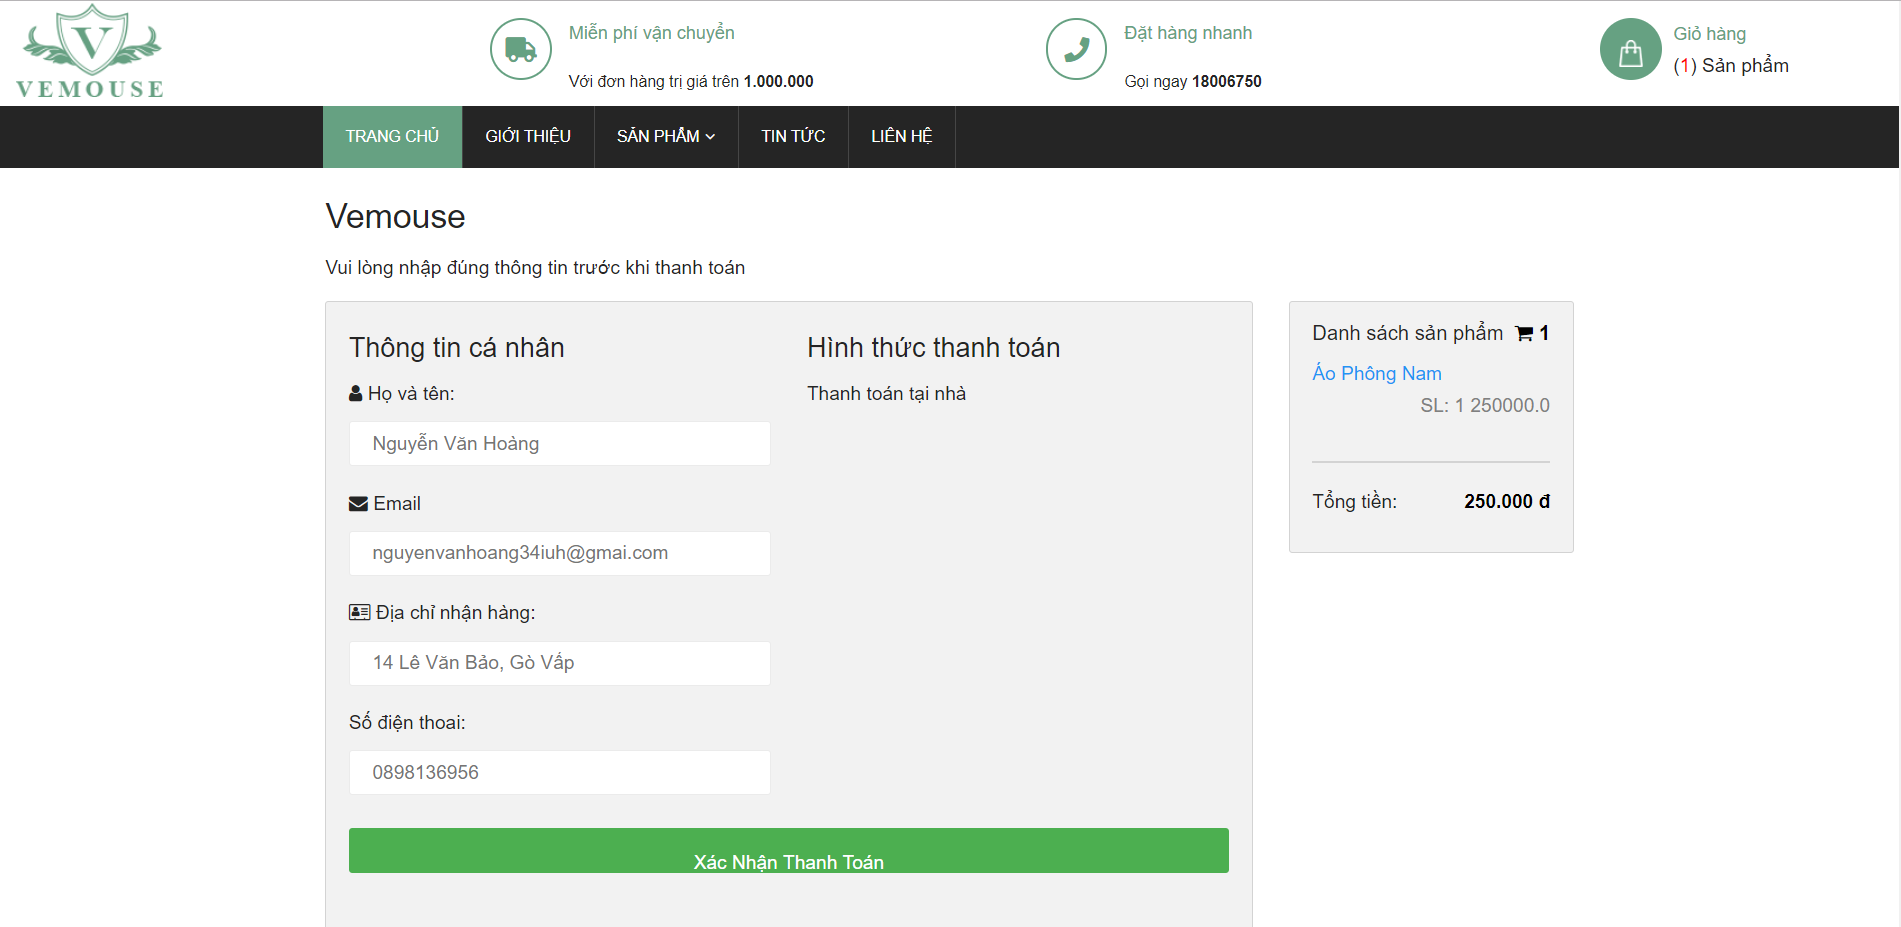 V
VEMOUSE
Miễn phí vận chuyển
Với đơn hàng trị giá trên 1.000.000
Đặt hàng nhanh
Gọi ngay 18006750
Giỏ hàng
(1) Sản phẩm
TRANG CHỦ GIỚI THIỆU SẢN PHẨM TIN TỨC LIÊN HỆ
Vemouse
Vui lòng nhập đúng thông tin trước khi thanh toán
Thông tin cá nhân
Họ và tên:
Nguyễn Văn Hoàng
Email
nguyenvanhoang34iuh@gmai.com
Địa chỉ nhận hàng:
14 Lê Văn Bảo, Gò Vấp
Số điện thoai:
0898136956
Hình thức thanh toán
Thanh toán tại nhà
Xác Nhận Thanh Toán
Danh sách sản phẩm 1
Áo Phông Nam
SL: 1 250000.0
Tổng tiền: 250.000 đ